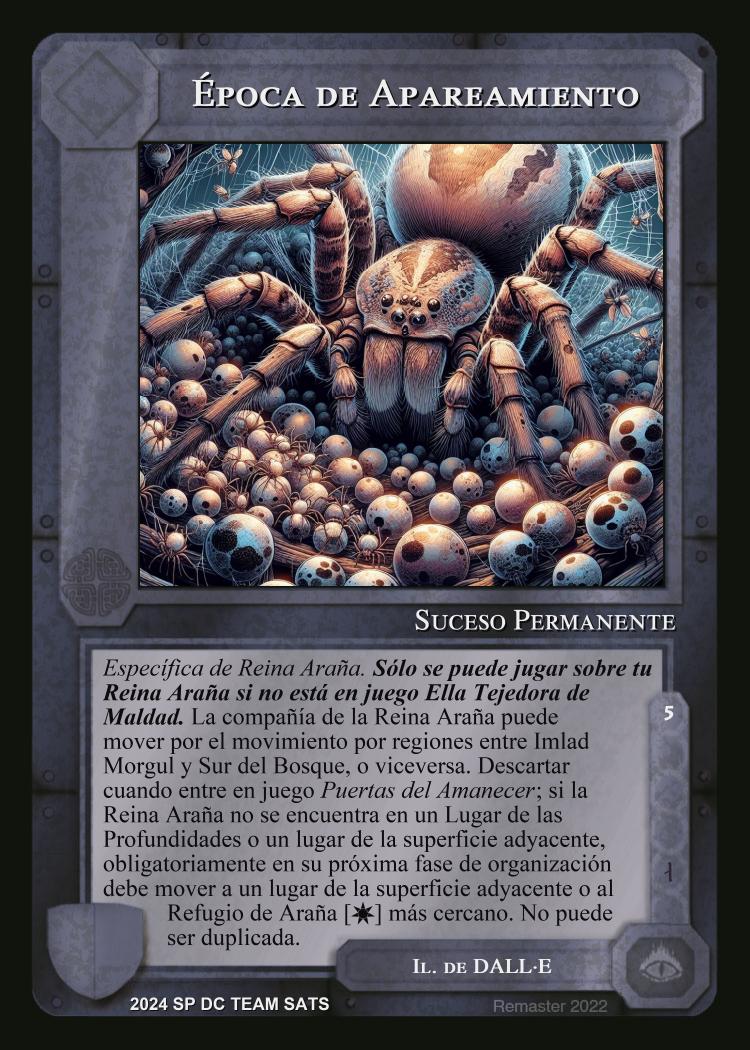 Época de Apareamiento
Suceso Permanente
Específica de Reina Araña. Sólo se puede jugar sobre tu
Reina Araña si no está en juego Ella Tejedora de
Maldad. La compañía de la Reina Araña puede
mover por el movimiento por regiones entre Imlad
Morgul y Sur del Bosque, o viceversa. Descartar
cuando entre en juego Puertas del Amanecer; si la
Reina Araña no se encuentra en un Lugar de las
Profundidades o un lugar de la superficie adyacente,
obligatoriamente en su próxima fase de organización
debe mover a un lugar de la superficie adyacente o al
Refugio de Araña [✷] más cercano. No puede
ser duplicada.
5
Il. de DALL·E
2024 SP DC TEAM SATS
Remaster 2022